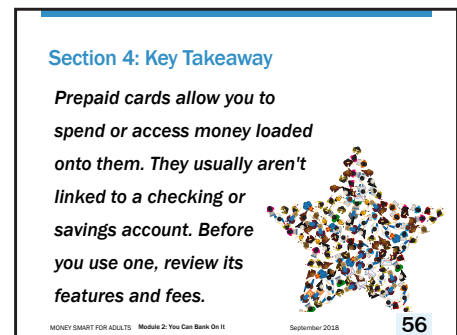 Section 4: Key Takeaway
Prepaid cards allow you to
spend or access money loaded
onto them. They usually aren't
linked to a checking or
savings account. Before
you use one, review its
features and fees.
MONEY SMART FOR ADULTS Module 2: You Can Bank On It September 2018 56